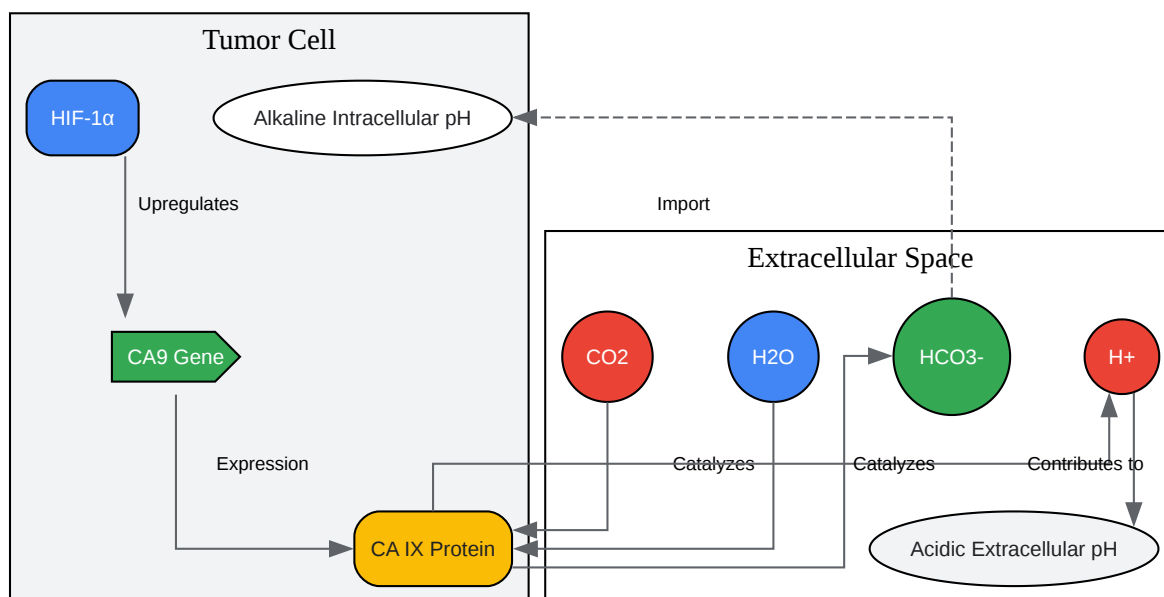 Tumor Cell
HIF-1α
Alkaline Intracellular pH
Upregulates
Import
Extracellular Space
CA9 Gene
CO2
H2O
HCO3-
H+
Expression
Catalyzes
Catalyzes
Contributes to
CA IX Protein
Acidic Extracellular pH